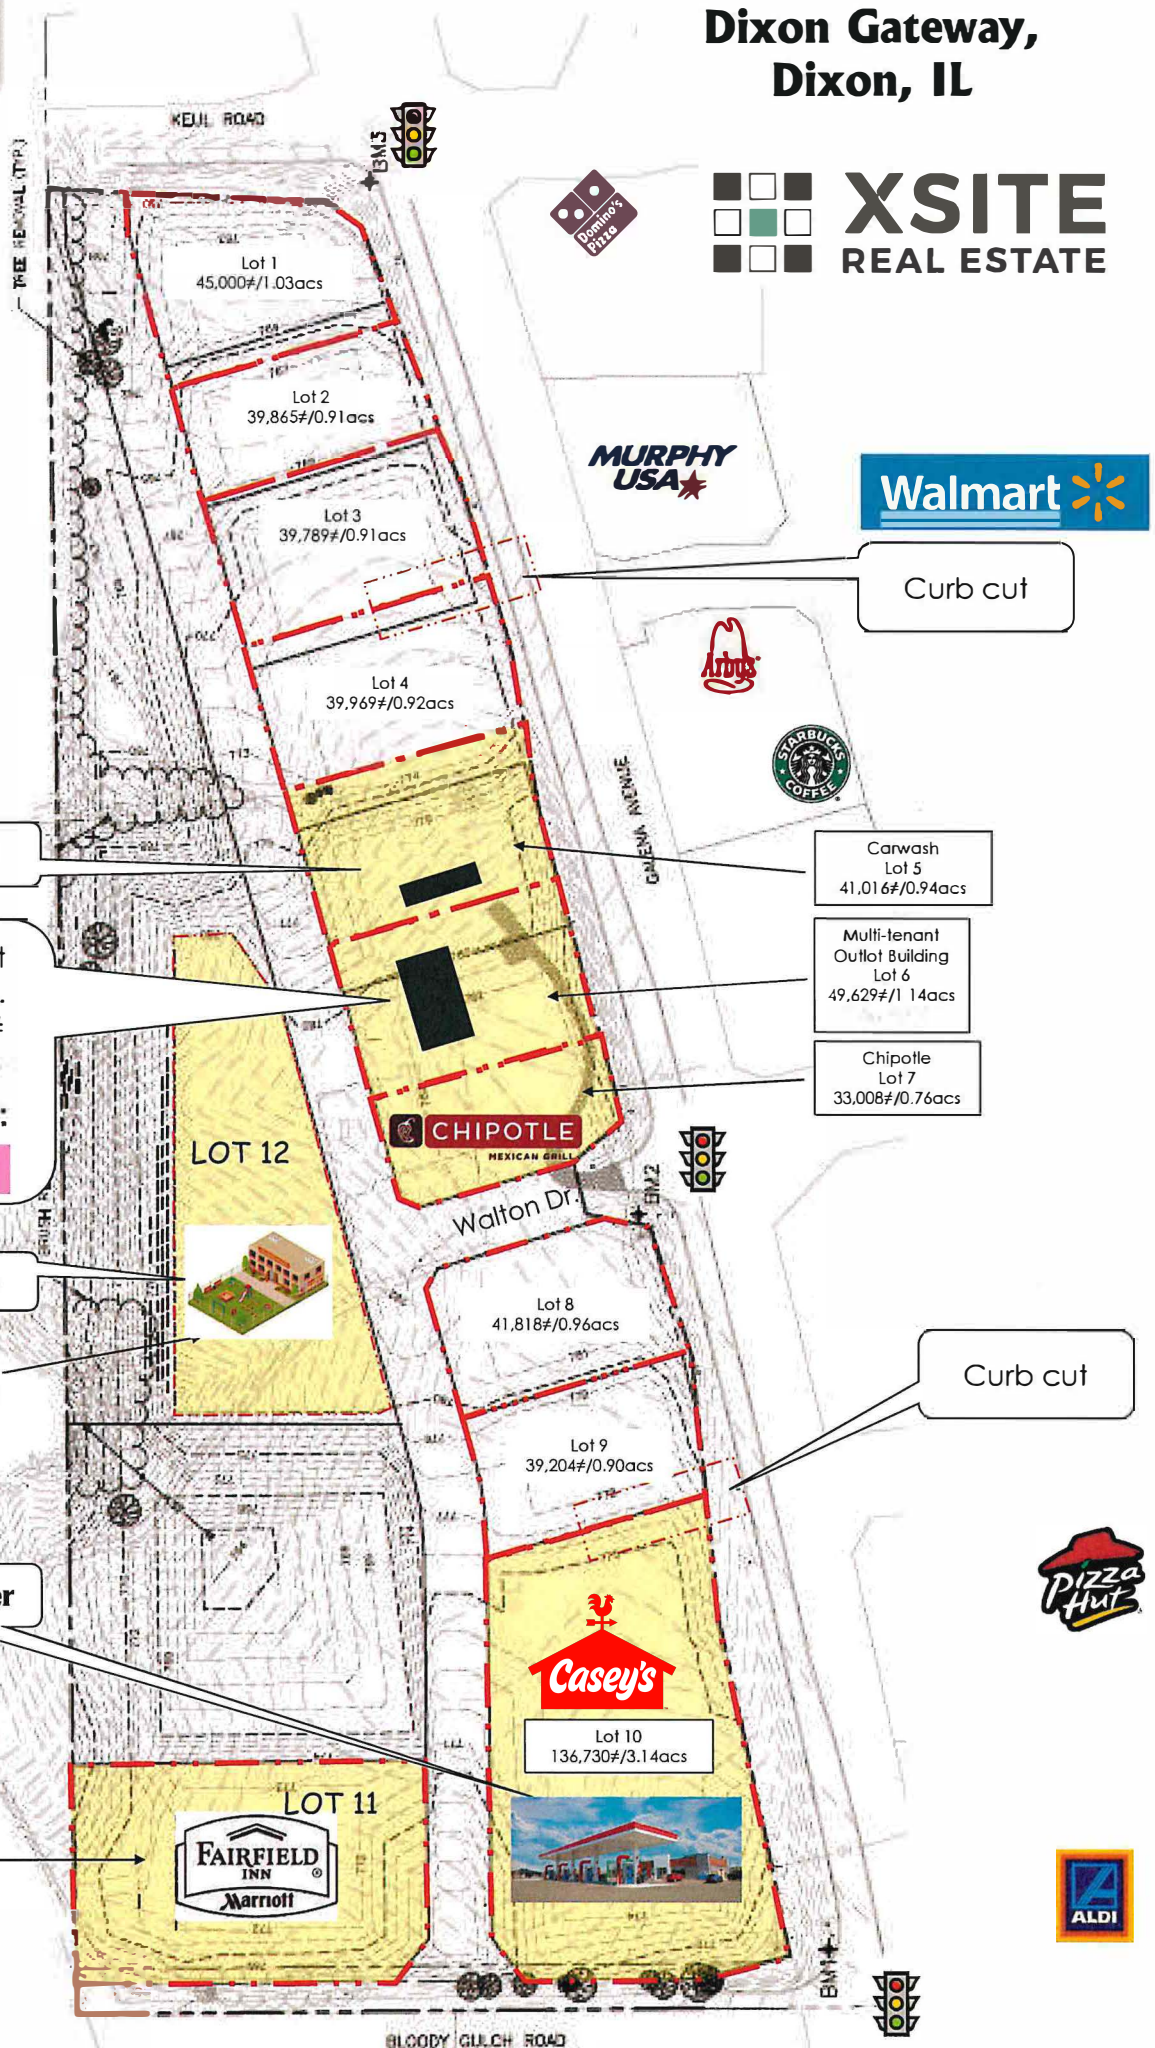 Dixon Gateway,
Dixon, IL
KEUL ROAD
BM3
TREE REMOVAL (TYP.)
Domino's
Pizza
XSITE
REAL ESTATE
Lot 1
45,000≠/1.03acs
Lot 2
39,865≠/0.91acs
MURPHY
USA
Walmart
Lot 3
39,789≠/0.91acs
Curb cut
Arby's
Lot 4
39,969≠/0.92acs
STARBUCKS
COFFEE
GALENA AVENUE
Carwash
Lot 5
41,016≠/0.94acs
Multi-tenant
Outlot Building
Lot 6
49,629≠/1 14acs
Chipotle
Lot 7
33,008≠/0.76acs
CHIPOTLE
MEXICAN GRILL
LOT 12
BM2
Walton Dr.
Lot 8
41,818≠/0.96acs
Curb cut
Lot 9
39,204≠/0.90acs
Pizza
Hut
er
Casey's
Lot 10
136,730≠/3.14acs
LOT 11
FAIRFIELD
INN
Marriott
ALDI
BLOODY GULCH ROAD